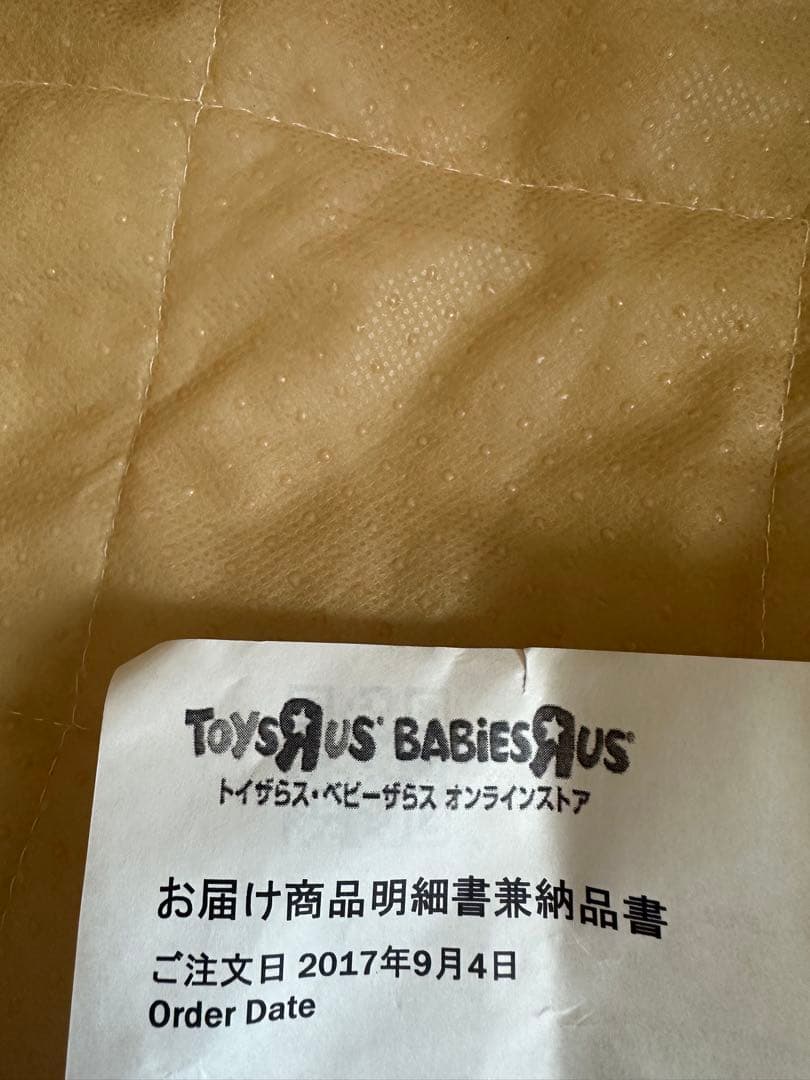 TOYSЯUS® BABIESЯUS®
トイザらス・ベビーザらス オンラインストア
お届け商品明細書兼納品書
ご注文日 2017年9月4日
Order Date